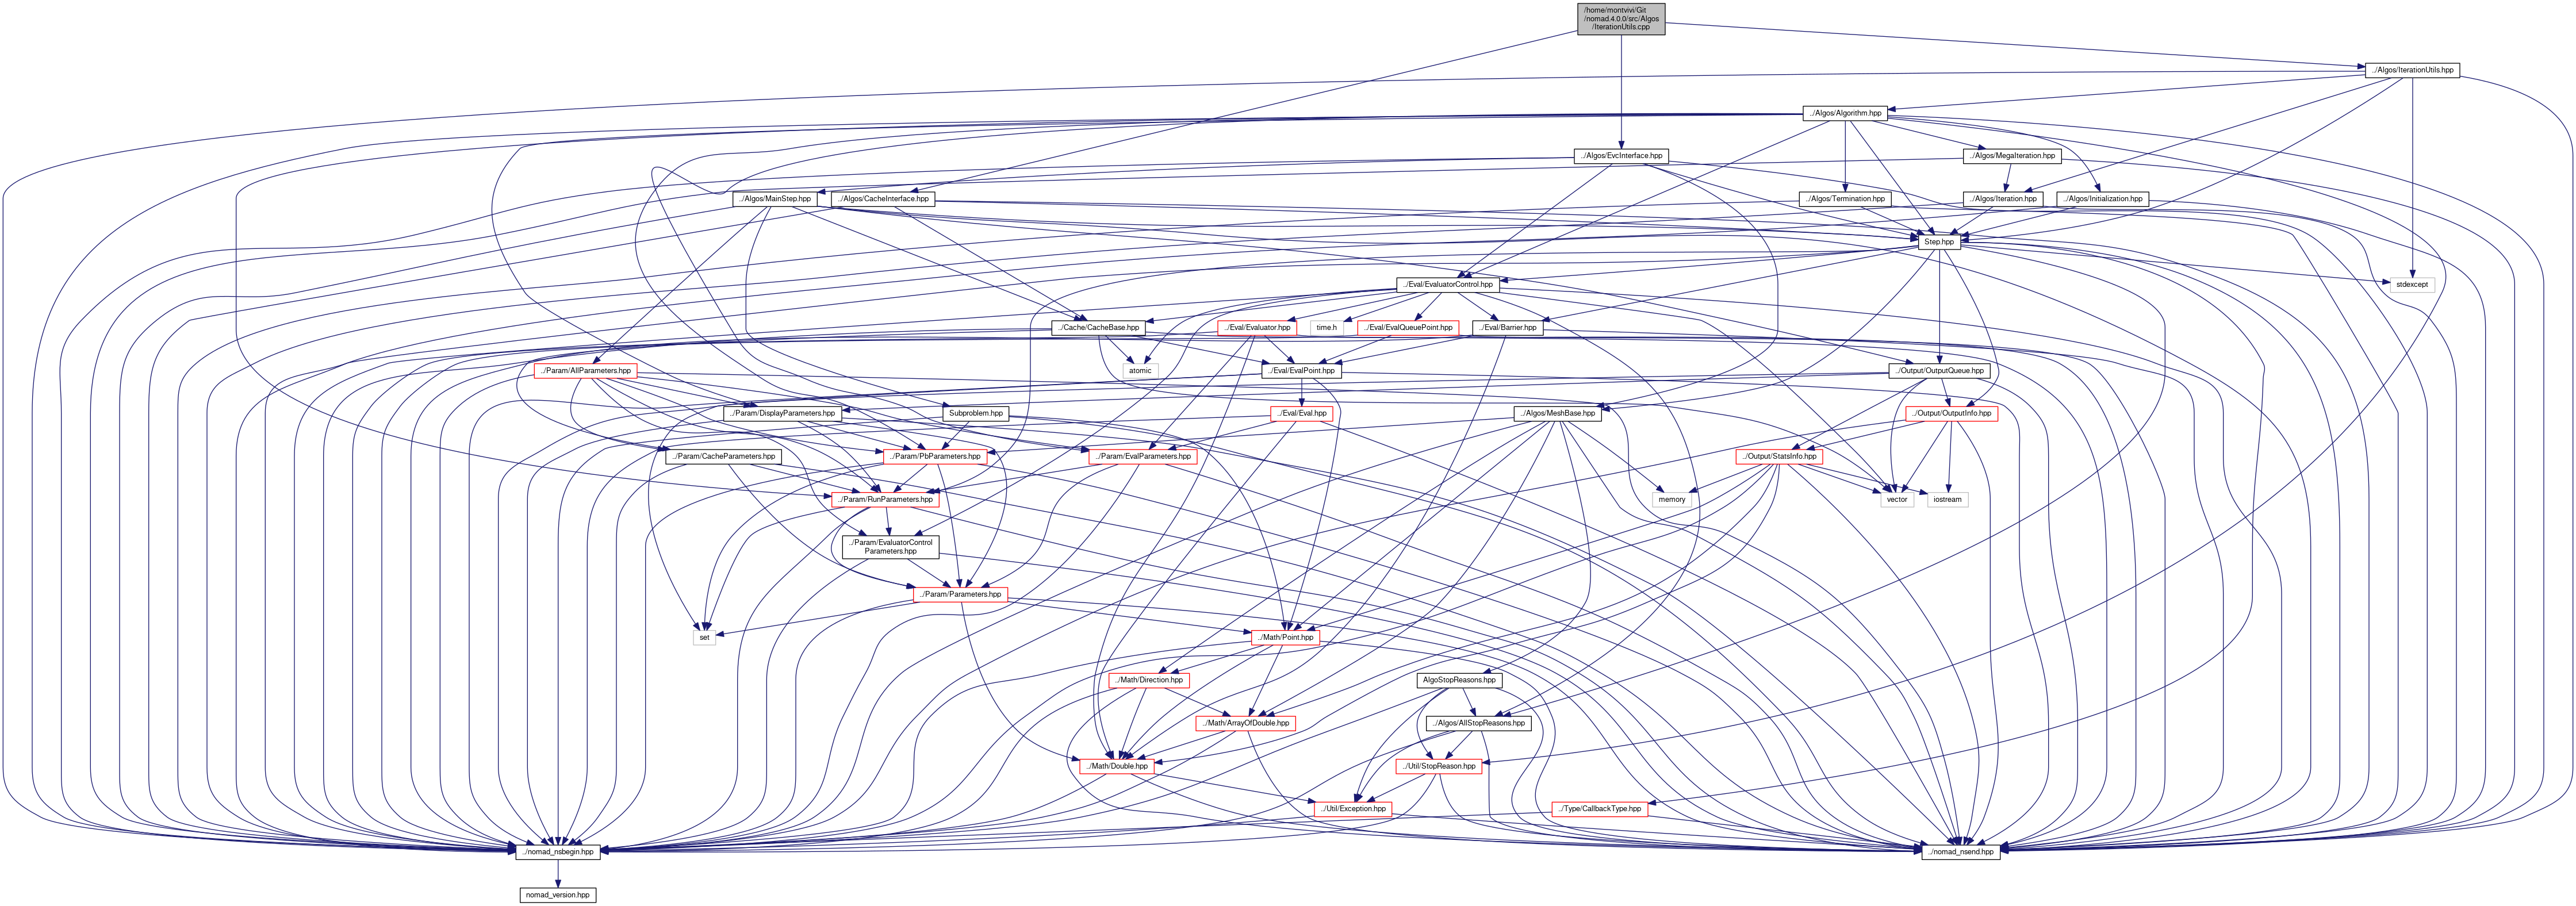 /home/montvivi/Git
/nomad.4.0.0/src/Algos
/IterationUtils.cpp
../Algos/IterationUtils.hpp
../Algos/Algorithm.hpp
../Algos/EvcInterface.hpp
../Algos/MegaIteration.hpp
../Algos/MainStep.hpp
../Algos/CacheInterface.hpp
../Algos/Termination.hpp
../Algos/Iteration.hpp
../Algos/Initialization.hpp
Step.hpp
../Eval/EvaluatorControl.hpp
stdexcept
../Cache/CacheBase.hpp
../Eval/Evaluator.hpp
time.h
../Eval/EvalQueuePoint.hpp
../Eval/Barrier.hpp
../Param/AllParameters.hpp
atomic
../Eval/EvalPoint.hpp
../Output/OutputQueue.hpp
../Param/DisplayParameters.hpp
Subproblem.hpp
../Eval/Eval.hpp
../Algos/MeshBase.hpp
../Output/OutputInfo.hpp
../Param/CacheParameters.hpp
../Param/PbParameters.hpp
../Param/EvalParameters.hpp
../Output/StatsInfo.hpp
../Param/RunParameters.hpp
memory
vector
iostream
../Param/EvaluatorControl
Parameters.hpp
../Param/Parameters.hpp
set
../Math/Point.hpp
../Math/Direction.hpp
AlgoStopReasons.hpp
../Math/ArrayOfDouble.hpp
../Algos/AllStopReasons.hpp
../Math/Double.hpp
../Util/StopReason.hpp
../Util/Exception.hpp
../Type/CallbackType.hpp
../nomad_nsbegin.hpp
../nomad_nsend.hpp
nomad_version.hpp